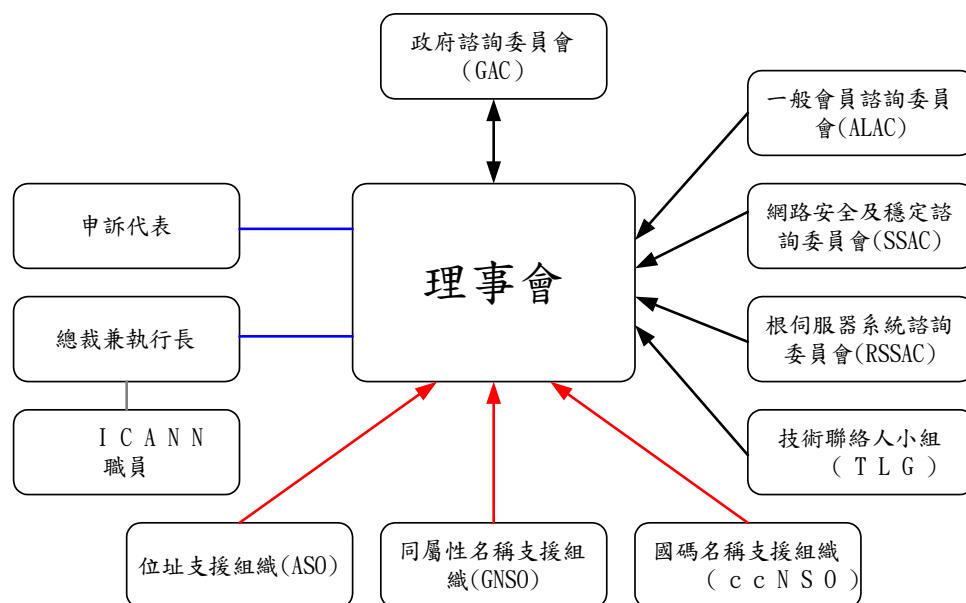 政府諮詢委員會
(GAC)
一般會員諮詢委員
會(ALAC)
申訴代表
理事會
網路安全及穩定諮
詢委員會(SSAC)
總裁兼執行長
根伺服器系統諮詢
委員會(RSSAC)
ICANN
職員
技術聯絡人小組
(TLG)
位址支援組織(ASO)
同屬性名稱支援組
織(GNSO)
國碼名稱支援組織
(ccNSO)